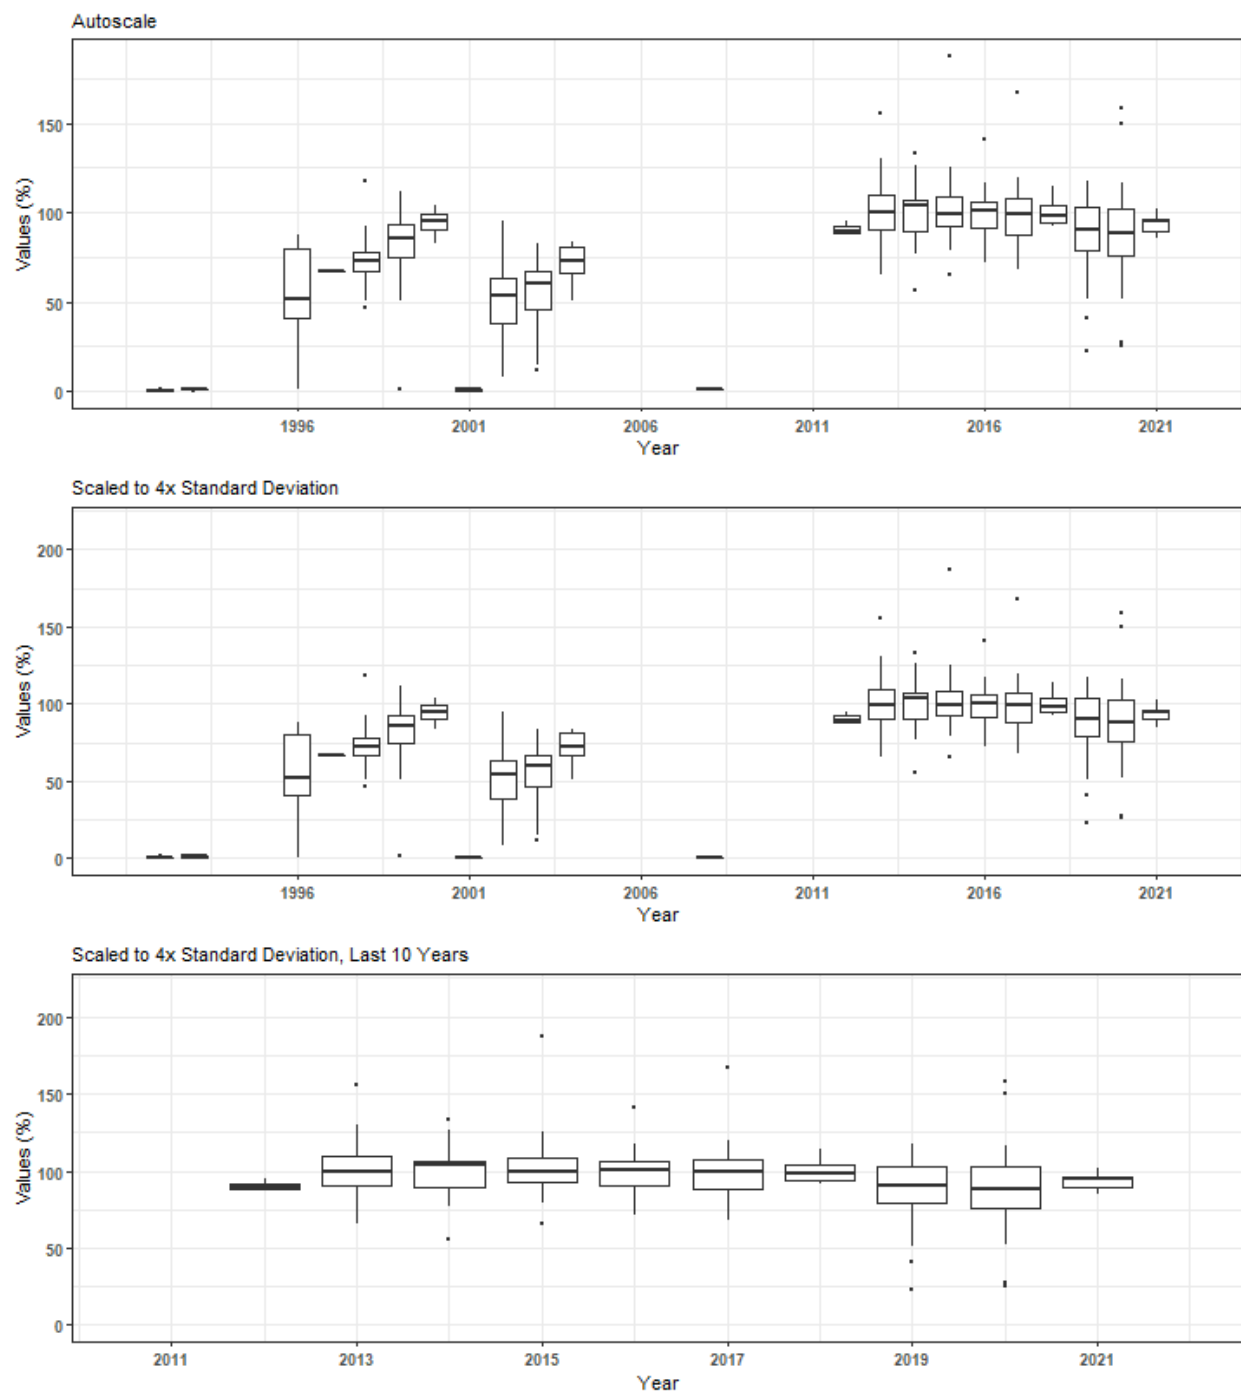 Autoscale
150
100
50
0
Values (%)
1996 2001 2006 2011 2016 2021
Year
Scaled to 4x Standard Deviation
200
150
100
50
0
Values (%)
1996 2001 2006 2011 2016 2021
Year
Scaled to 4x Standard Deviation, Last 10 Years
200
150
100
50
0
Values (%)
2011 2013 2015 2017 2019 2021
Year